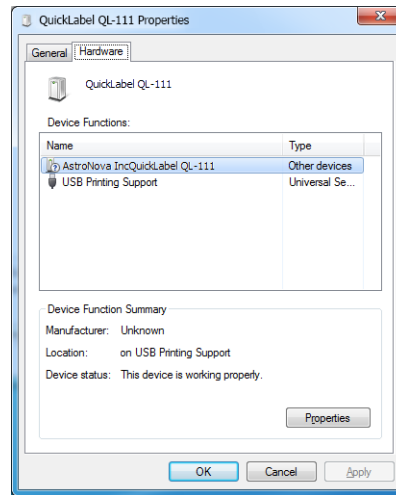 QuickLabel QL-111 Properties
General Hardware
QuickLabel QL-111
Device Functions:
Name Type
AstroNova IncQuickLabel QL-111 Other devices
USB Printing Support Universal Se...
Device Function Summary
Manufacturer: Unknown
Location: on USB Printing Support
Device status: This device is working properly.
Properties
OK Cancel Apply